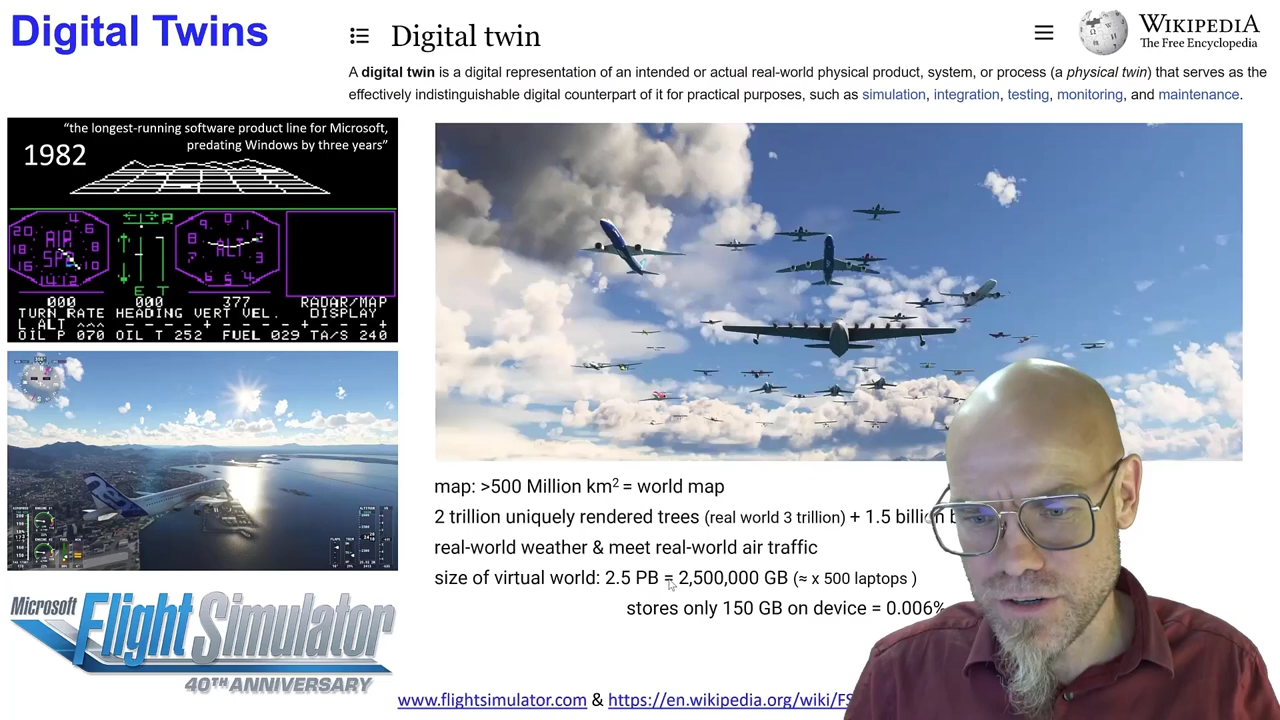 Digital Twins
Digital twin
WIKIPEDIA
The Free Encyclopedia
A digital twin is a digital representation of an intended or actual real-world physical product, system, or process (a physical twin) that serves as the
effectively indistinguishable digital counterpart of it for practical purposes, such as simulation, integration, testing, monitoring, and maintenance.
“the longest-running software product line for Microsoft,
predating Windows by three years”
1982
AIR
SPD
ALT
000 000 377 RADAR/MAP
TURN RATE HEADING VERT VEL. DISPLAY
L.ALT
OIL P 070 OIL T 252 FUEL 029 TA/S 240
map: >500 Million km² = world map
2 trillion uniquely rendered trees (real world 3 trillion) + 1.5 billion
real-world weather & meet real-world air traffic
size of virtual world: 2.5 PB = 2,500,000 GB (≈ x 500 laptops )
stores only 150 GB on device = 0.006%
Microsoft
Flight Simulator
40TH ANNIVERSARY
www.flightsimulator.com & https://en.wikipedia.org/wiki/FS